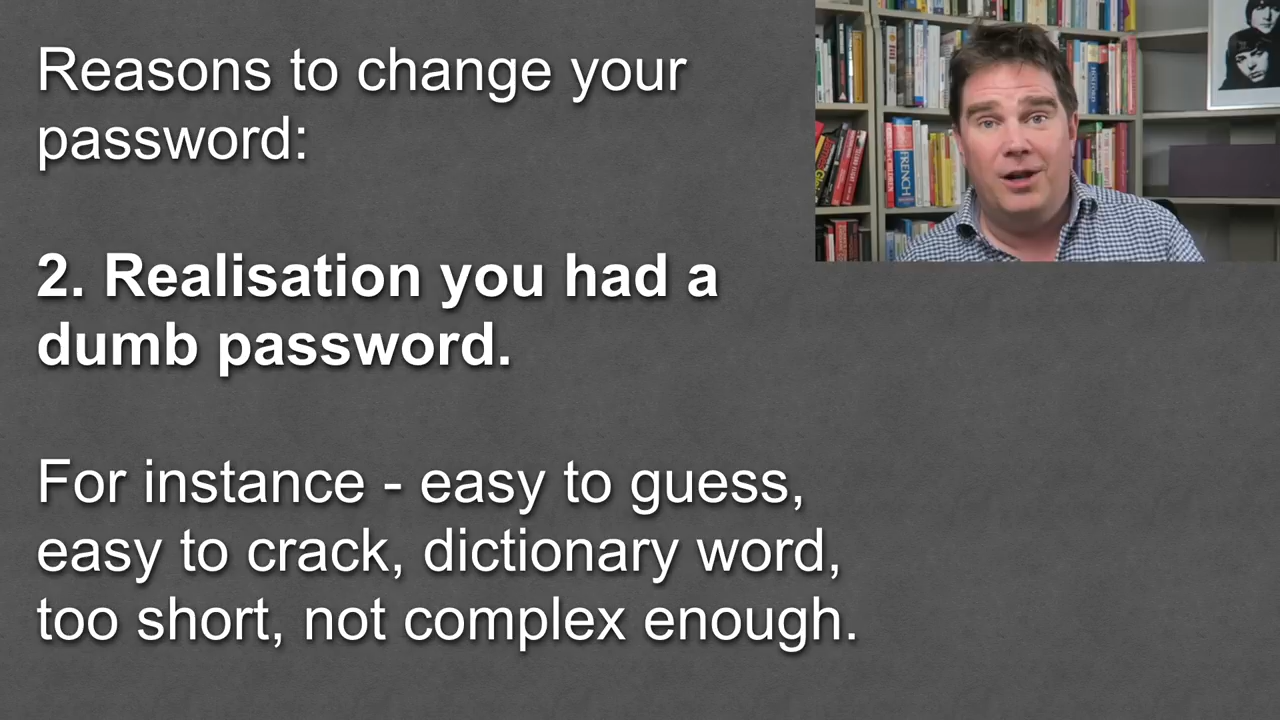 Reasons to change your
password:
2. Realisation you had a
dumb password.
For instance - easy to guess,
easy to crack, dictionary word,
too short, not complex enough.
FRENCH
OXFORD